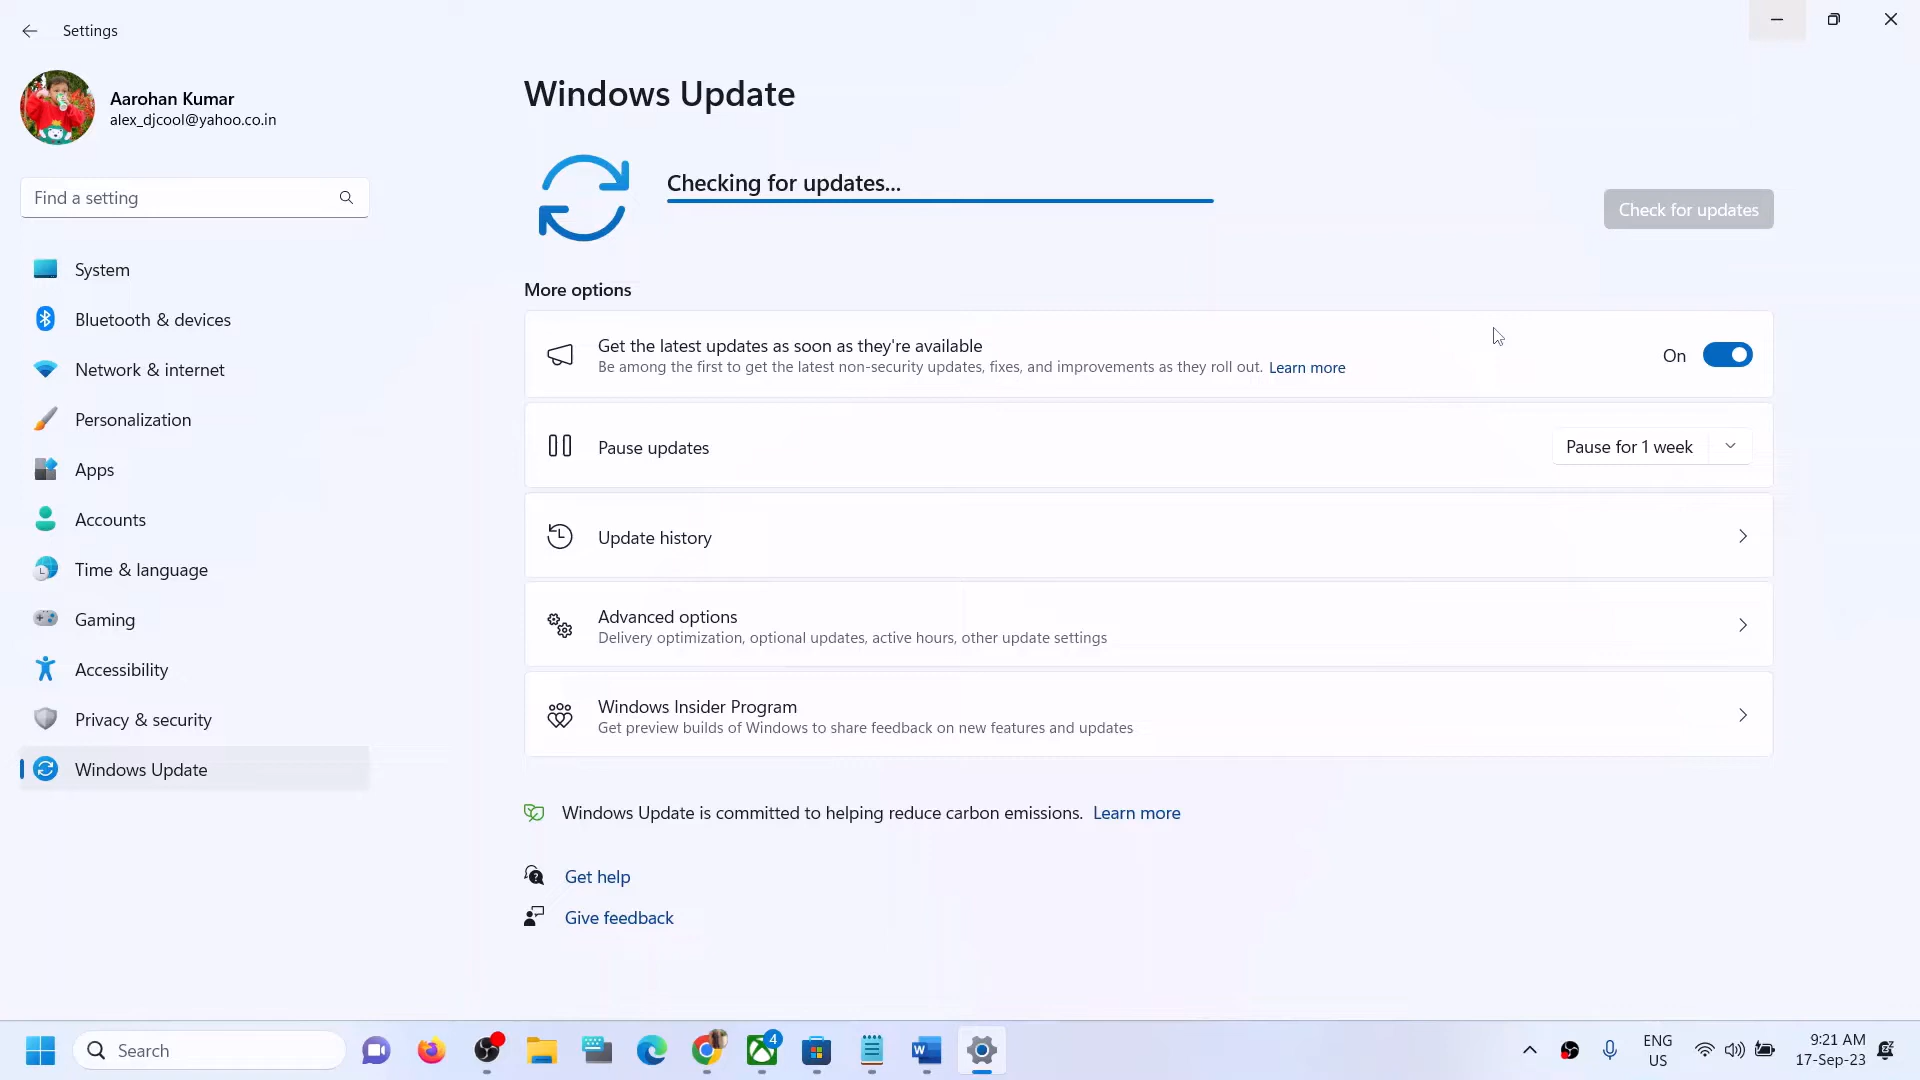 Settings
Aarohan Kumar
alex_djcool@yahoo.co.in
Find a setting
System
Bluetooth & devices
Network & internet
Personalization
Apps
Accounts
Time & language
Gaming
Accessibility
Privacy & security
Windows Update
Windows Update
Checking for updates...
Check for updates
More options
Get the latest updates as soon as they're available
Be among the first to get the latest non-security updates, fixes, and improvements as they roll out. Learn more
On
Pause updates
Pause for 1 week
Update history
Advanced options
Delivery optimization, optional updates, active hours, other update settings
Windows Insider Program
Get preview builds of Windows to share feedback on new features and updates
Windows Update is committed to helping reduce carbon emissions. Learn more
Get help
Give feedback
Search
4
ENG
US
9:21 AM
17-Sep-23